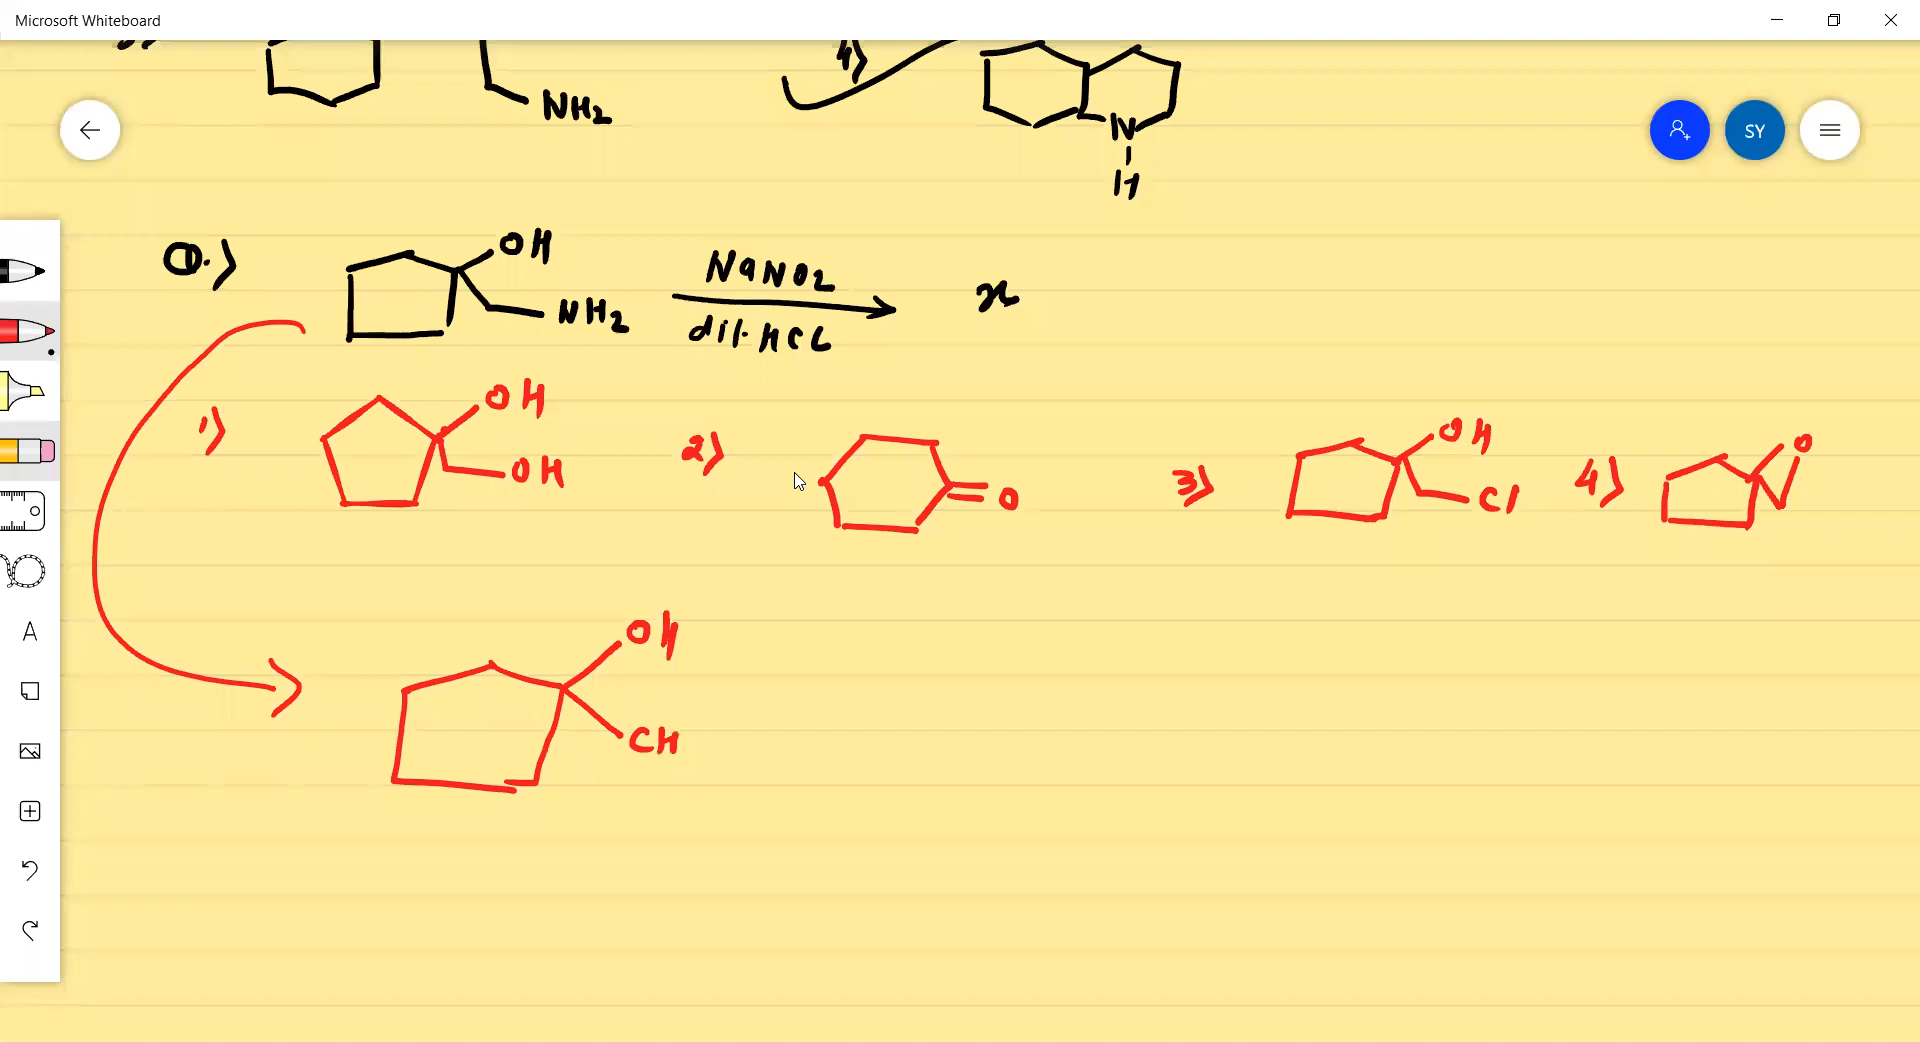 Microsoft Whiteboard
4)
NH2
N
H
SY
Q.)
OH
NH2
NaNO2
dil. HCl
x
1)
OH
OH
2)
O
3)
OH
Cl
4)
O
OH
CH
A